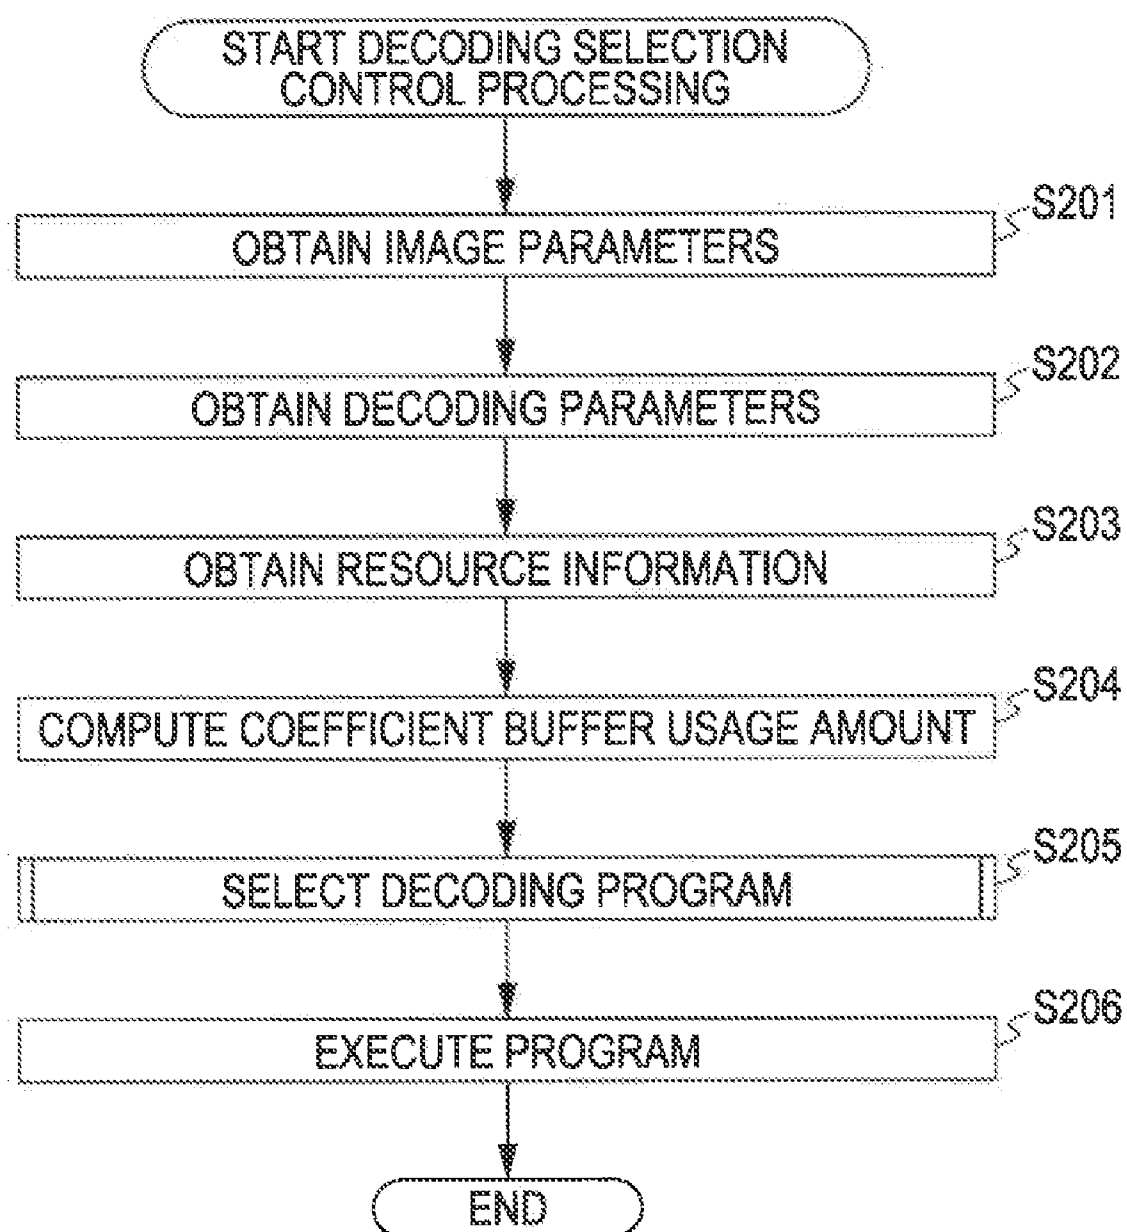 START DECODING SELECTION
CONTROL PROCESSING
S201
OBTAIN IMAGE PARAMETERS
S202
OBTAIN DECODING PARAMETERS
S203
OBTAIN RESOURCE INFORMATION
S204
COMPUTE COEFFICIENT BUFFER USAGE AMOUNT
S205
SELECT DECODING PROGRAM
S206
EXECUTE PROGRAM
END